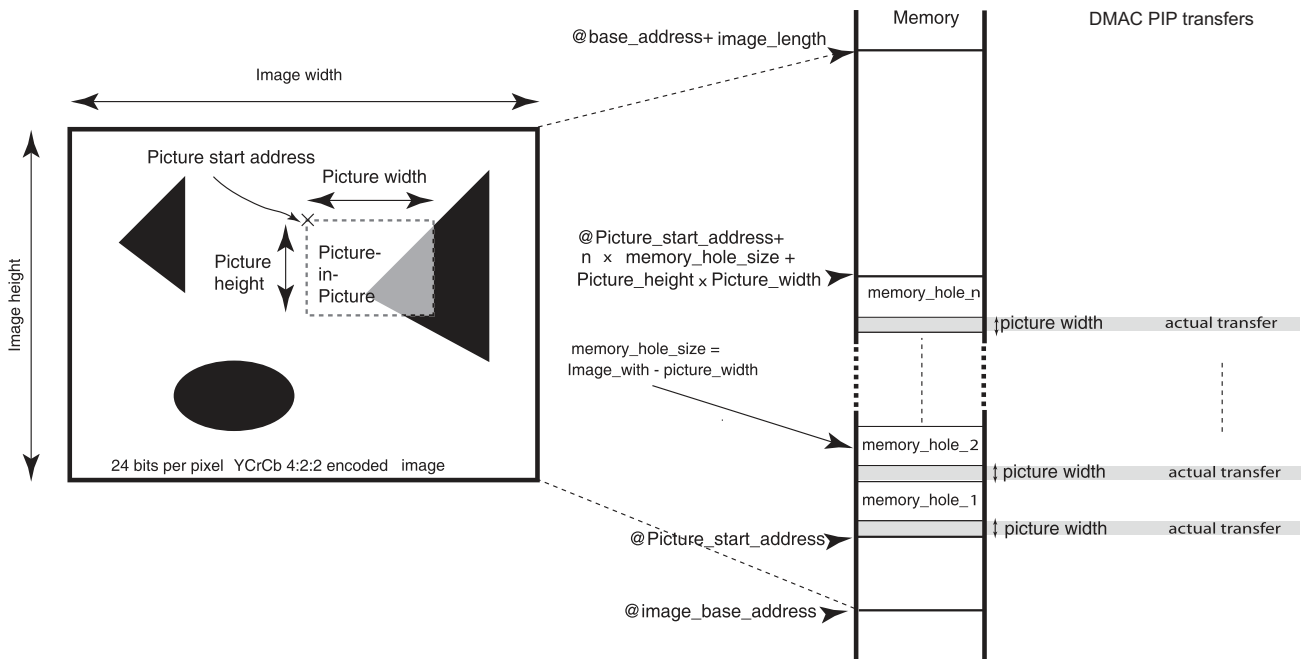 Memory
DMAC PIP transfers
@base_address+ image_length
Image width
Image height
Picture start address
Picture width
Picture
height
Picture-
in-
Picture
24 bits per pixel YCrCb 4:2:2 encoded image
@Picture_start_address+
n x memory_hole_size +
Picture_height x Picture_width
memory_hole_n
picture width
actual transfer
memory_hole_size =
Image_with - picture_width
memory_hole_2
picture width
actual transfer
memory_hole_1
picture width
actual transfer
@Picture_start_address
@image_base_address